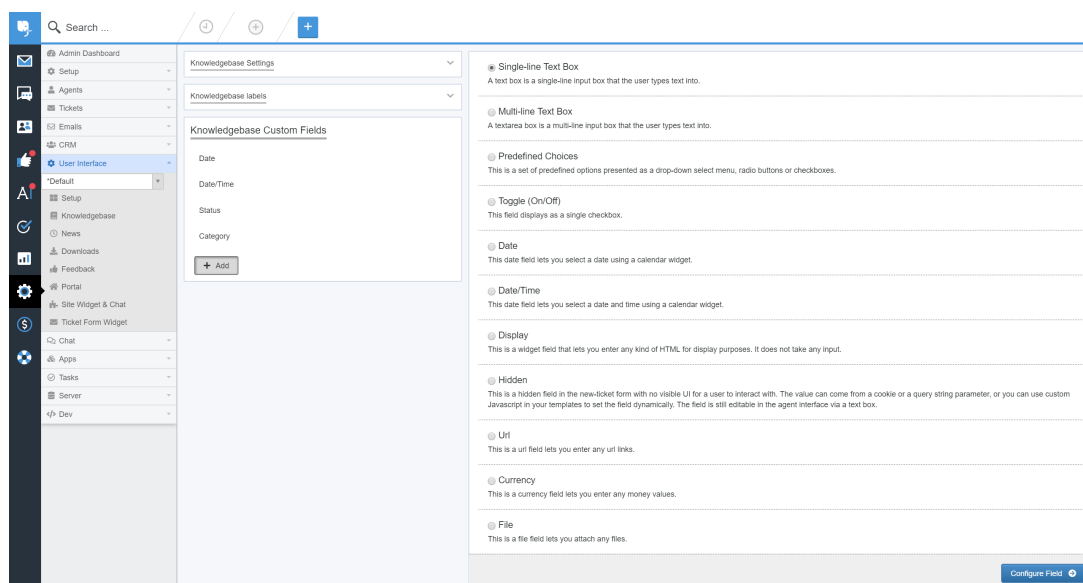 Search ...
Admin Dashboard
Setup
Agents
Tickets
Emails
CRM
User Interface
*Default
Setup
Knowledgebase
News
Downloads
Feedback
Portal
Site Widget & Chat
Ticket Form Widget
Chat
Apps
Tasks
Server
Dev
Knowledgebase Settings
Knowledgebase labels
Knowledgebase Custom Fields
Date
Date/Time
Status
Category
+ Add
Single-line Text Box
A text box is a single-line input box that the user types text into.
Multi-line Text Box
A textarea box is a multi-line input box that the user types text into.
Predefined Choices
This is a set of predefined options presented as a drop-down select menu, radio buttons or checkboxes.
Toggle (On/Off)
This field displays as a single checkbox.
Date
This date field lets you select a date using a calendar widget.
Date/Time
This date field lets you select a date and time using a calendar widget.
Display
This is a widget field that lets you enter any kind of HTML for display purposes. It does not take any input.
Hidden
This is a hidden field in the new-ticket form with no visible UI for a user to interact with. The value can come from a cookie or a query string parameter, or you can use custom
Javascript in your templates to set the field dynamically. The field is still editable in the agent interface via a text box.
Url
This is a url field lets you enter any url links.
Currency
This is a currency field lets you enter any money values.
File
This is a file field lets you attach any files.
Configure Field